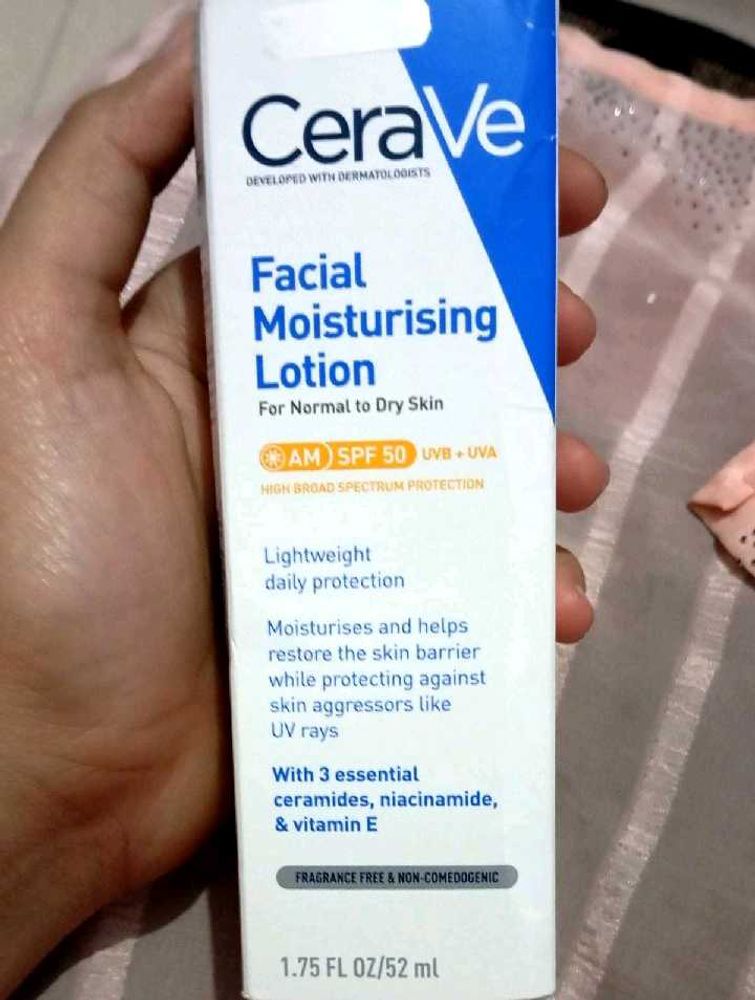 CeraVe
DEVELOPED WITH DERMATOLOGISTS
Facial
Moisturising
Lotion
For Normal to Dry Skin
AM SPF 50 UVB + UVA
HIGH BROAD SPECTRUM PROTECTION
Lightweight
daily protection
Moisturises and helps
restore the skin barrier
while protecting against
skin aggressors like
UV rays
With 3 essential
ceramides, niacinamide,
& vitamin E
FRAGRANCE FREE & NON-COMEDOGENIC
1.75 FL OZ/52 ml